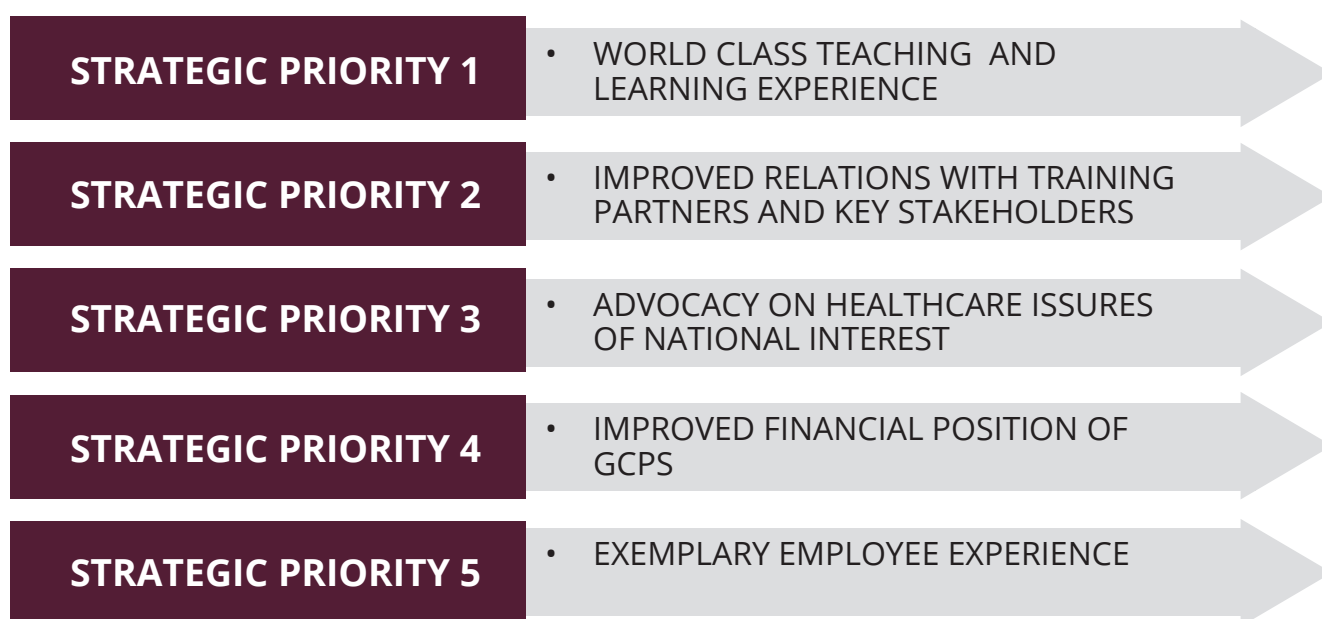 STRATEGIC PRIORITY 1
• WORLD CLASS TEACHING  AND
LEARNING EXPERIENCE
STRATEGIC PRIORITY 2
• IMPROVED RELATIONS WITH TRAINING
PARTNERS AND KEY STAKEHOLDERS
STRATEGIC PRIORITY 3
• ADVOCACY ON HEALTHCARE ISSURES
OF NATIONAL INTEREST
STRATEGIC PRIORITY 4
• IMPROVED FINANCIAL POSITION OF
GCPS
STRATEGIC PRIORITY 5
• EXEMPLARY EMPLOYEE EXPERIENCE